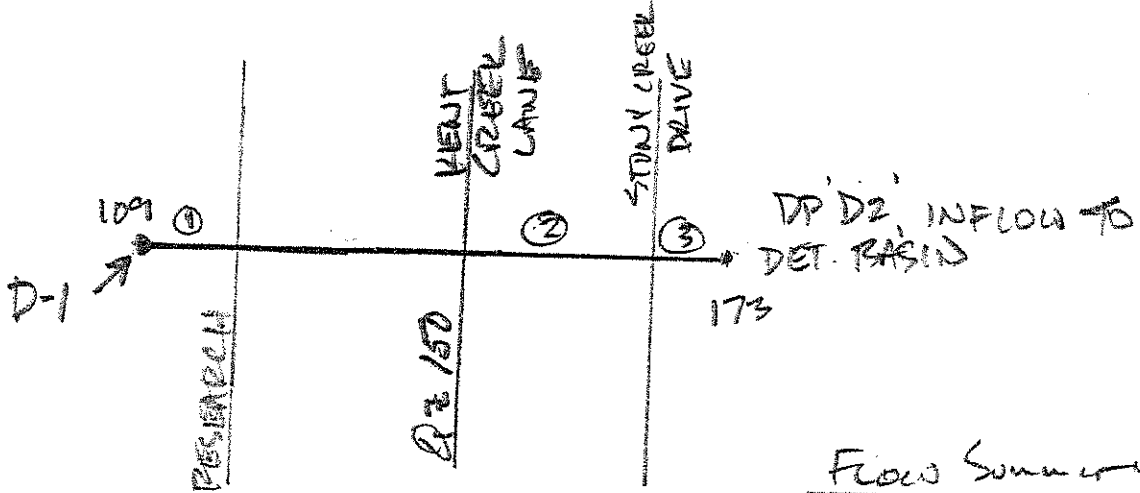 KENT
CREEK
LANE
STONY CREEK
DRIVE
109 ① ② ③
DP 'D2' INFLOW TO
DET. BASIN
D-1
173
RESEARCH
150
Flow Summary